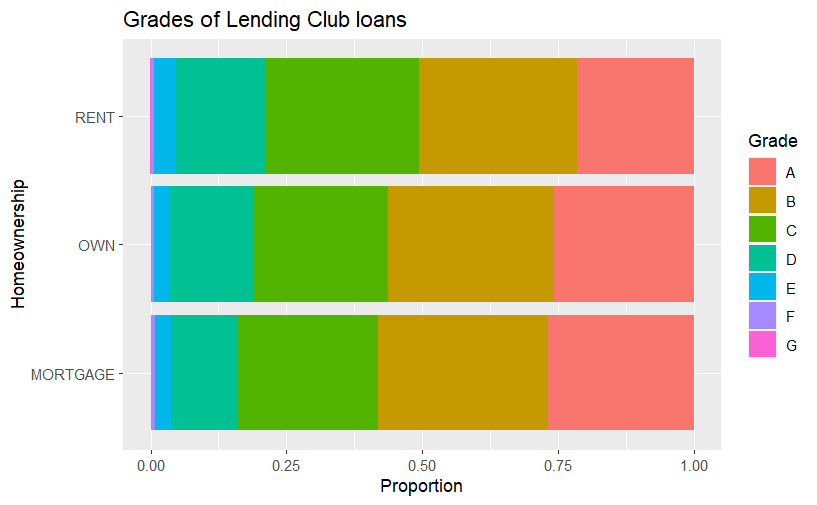 Grades of Lending Club loans
Homeownership
RENT
OWN
MORTGAGE
0.00 0.25 0.50 0.75 1.00
Proportion
Grade
A
B
C
D
E
F
G